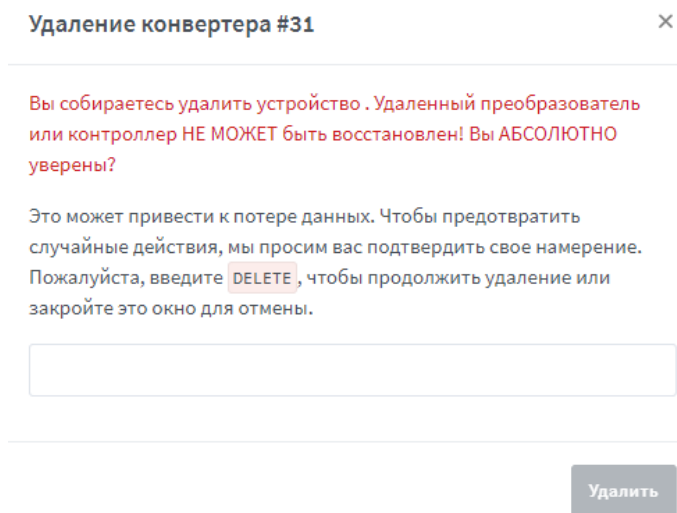 Удаление конвертера #31
×
Вы собираетесь удалить устройство . Удаленный преобразователь
или контроллер НЕ МОЖЕТ быть восстановлен! Вы АБСОЛЮТНО
уверены?
Это может привести к потере данных. Чтобы предотвратить
случайные действия, мы просим вас подтвердить свое намерение.
Пожалуйста, введите DELETE , чтобы продолжить удаление или
закройте это окно для отмены.
Удалить